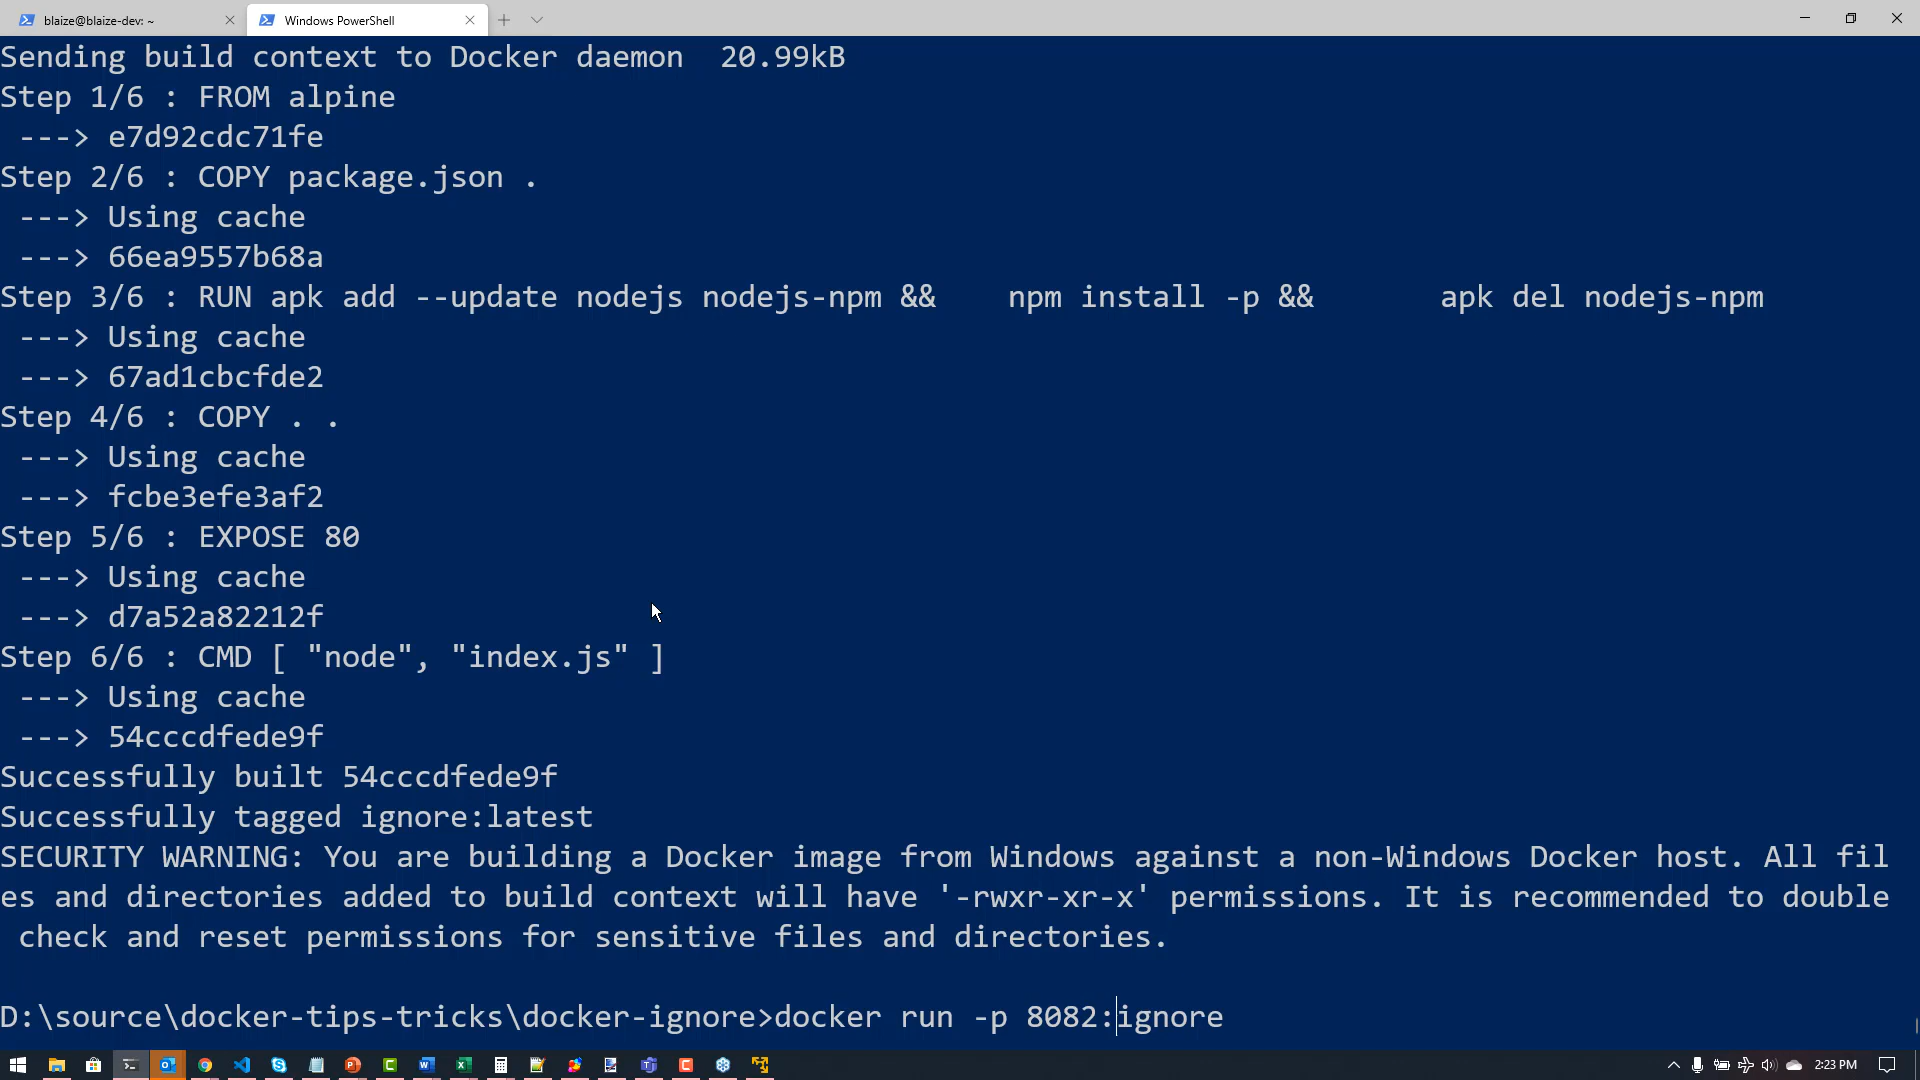 blaize@blaize-dev: ~
Windows PowerShell
Sending build context to Docker daemon  20.99kB
Step 1/6 : FROM alpine
 ---> e7d92cdc71fe
Step 2/6 : COPY package.json .
 ---> Using cache
 ---> 66ea9557b68a
Step 3/6 : RUN apk add --update nodejs nodejs-npm &&    npm install -p &&       apk del nodejs-npm
 ---> Using cache
 ---> 67ad1cbcfde2
Step 4/6 : COPY . .
 ---> Using cache
 ---> fcbe3efe3af2
Step 5/6 : EXPOSE 80
 ---> Using cache
 ---> d7a52a82212f
Step 6/6 : CMD [ "node", "index.js" ]
 ---> Using cache
 ---> 54cccdfede9f
Successfully built 54cccdfede9f
Successfully tagged ignore:latest
SECURITY WARNING: You are building a Docker image from Windows against a non-Windows Docker host. All fil
es and directories added to build context will have '-rwxr-xr-x' permissions. It is recommended to double
 check and reset permissions for sensitive files and directories.
D:\source\docker-tips-tricks\docker-ignore>docker run -p 8082:ignore
2:23 PM